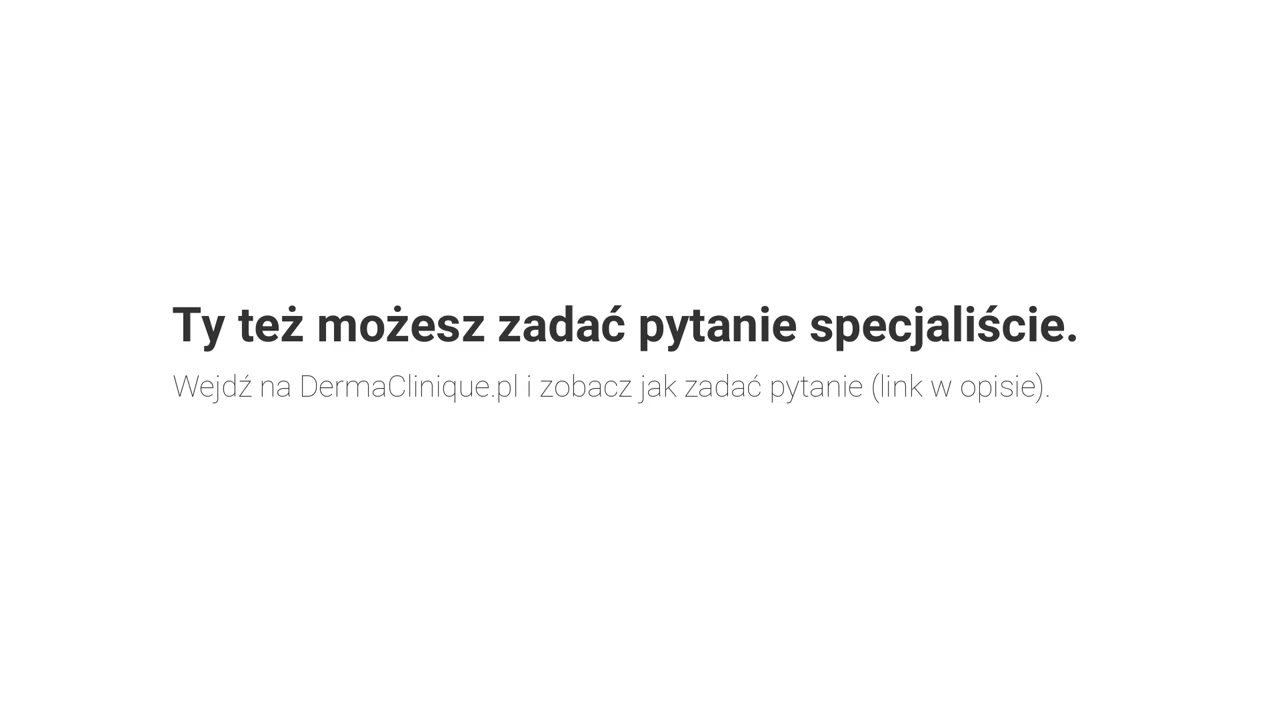 Ty też możesz zadać pytanie specjaliście.
Wejdź na DermaClinique.pl i zobacz jak zadać pytanie (link w opisie).